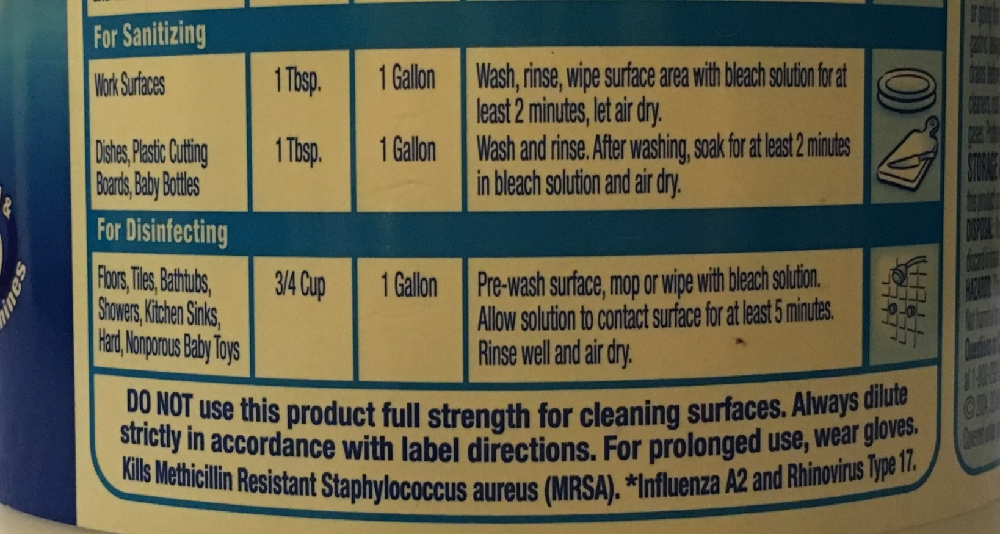 For Sanitizing
Work Surfaces 1 Tbsp. 1 Gallon Wash, rinse, wipe surface area with bleach solution for at
least 2 minutes, let air dry.
Dishes, Plastic Cutting 1 Tbsp. 1 Gallon Wash and rinse. After washing, soak for at least 2 minutes
Boards, Baby Bottles in bleach solution and air dry.
For Disinfecting
Floors, Tiles, Bathtubs, 3/4 Cup 1 Gallon Pre-wash surface, mop or wipe with bleach solution.
Showers, Kitchen Sinks, Allow solution to contact surface for at least 5 minutes.
Hard, Nonporous Baby Toys Rinse well and air dry.
DO NOT use this product full strength for cleaning surfaces. Always dilute
strictly in accordance with label directions. For prolonged use, wear gloves.
Kills Methicillin Resistant Staphylococcus aureus (MRSA). *Influenza A2 and Rhinovirus Type 17.
STORAGE
DISPOSAL